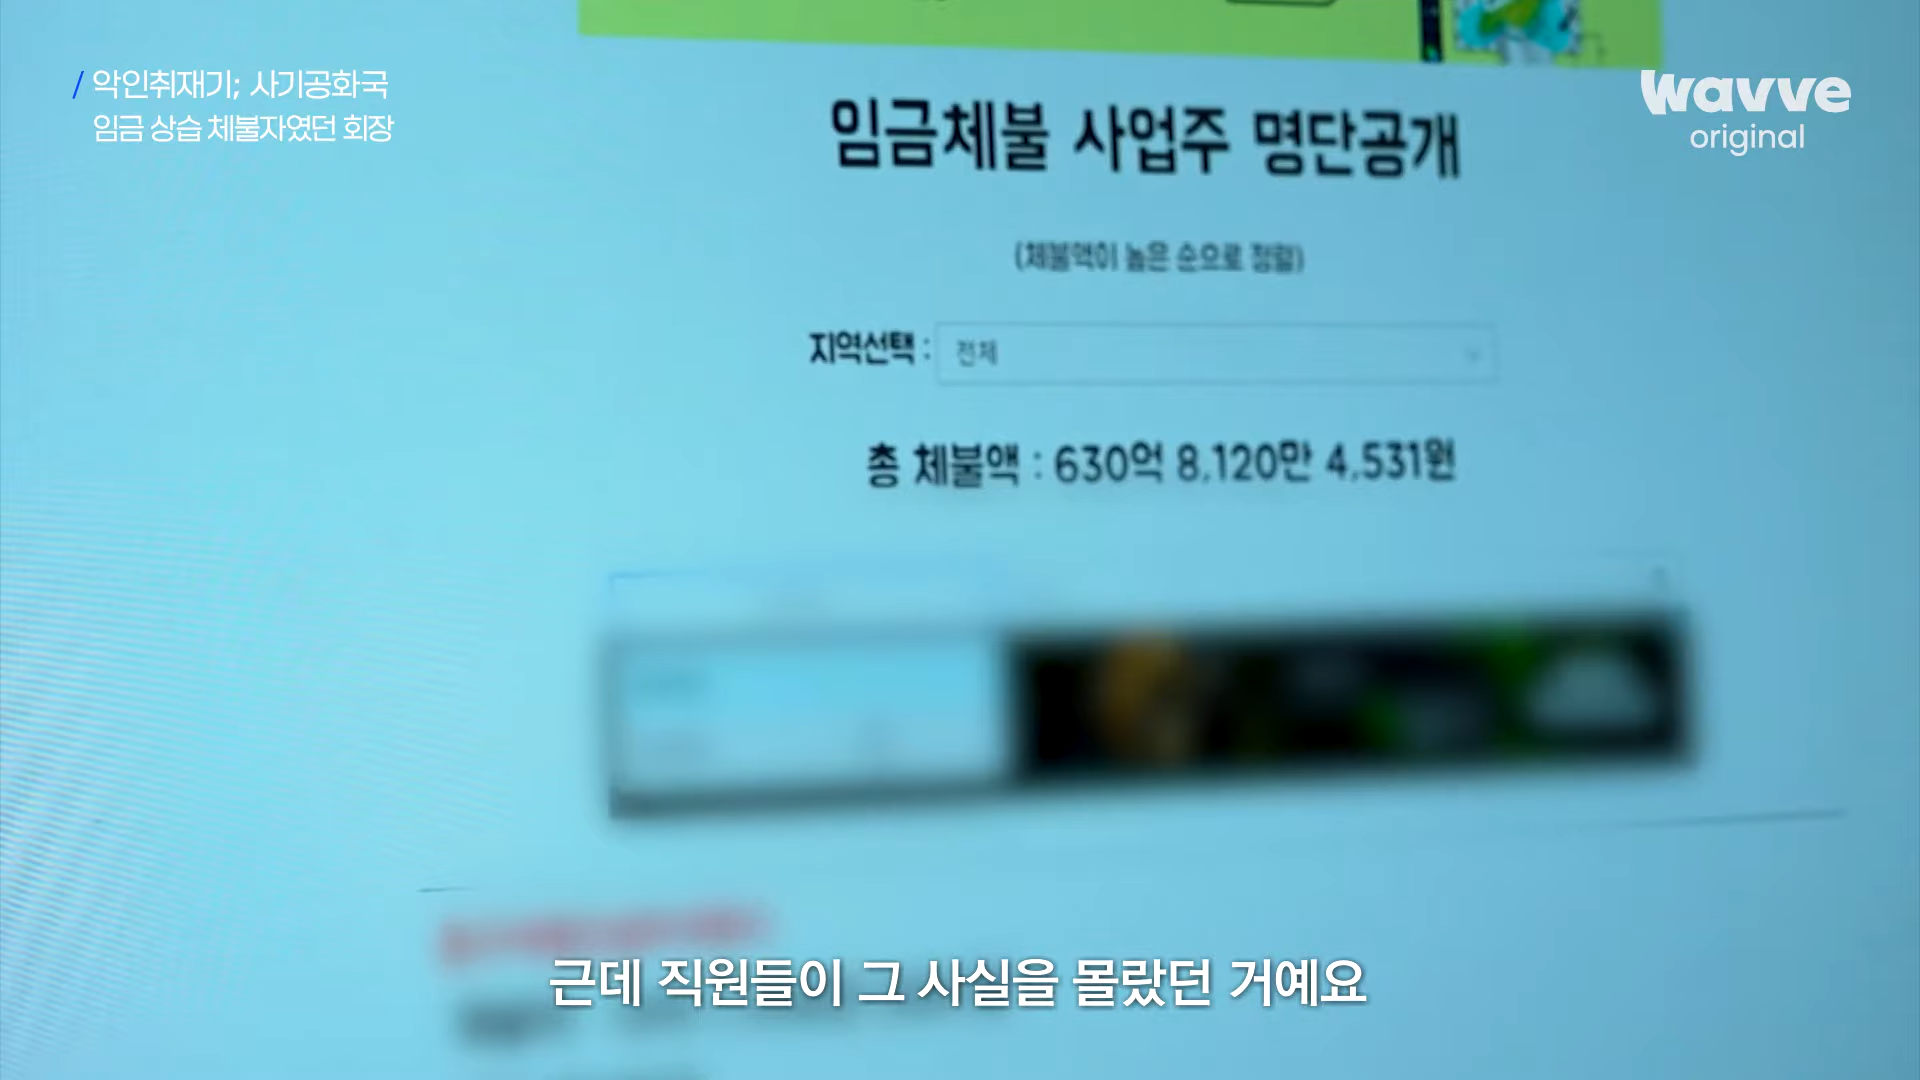 / 악인취재기; 사기공화국
임금 상습 체불자였던 회장
wavve
original
임금체불 사업주 명단공개
(체불액이 높은 순으로 정렬)
지역선택 : 전체
총 체불액 : 630억 8,120만 4,531원
근데 직원들이 그 사실을 몰랐던 거예요